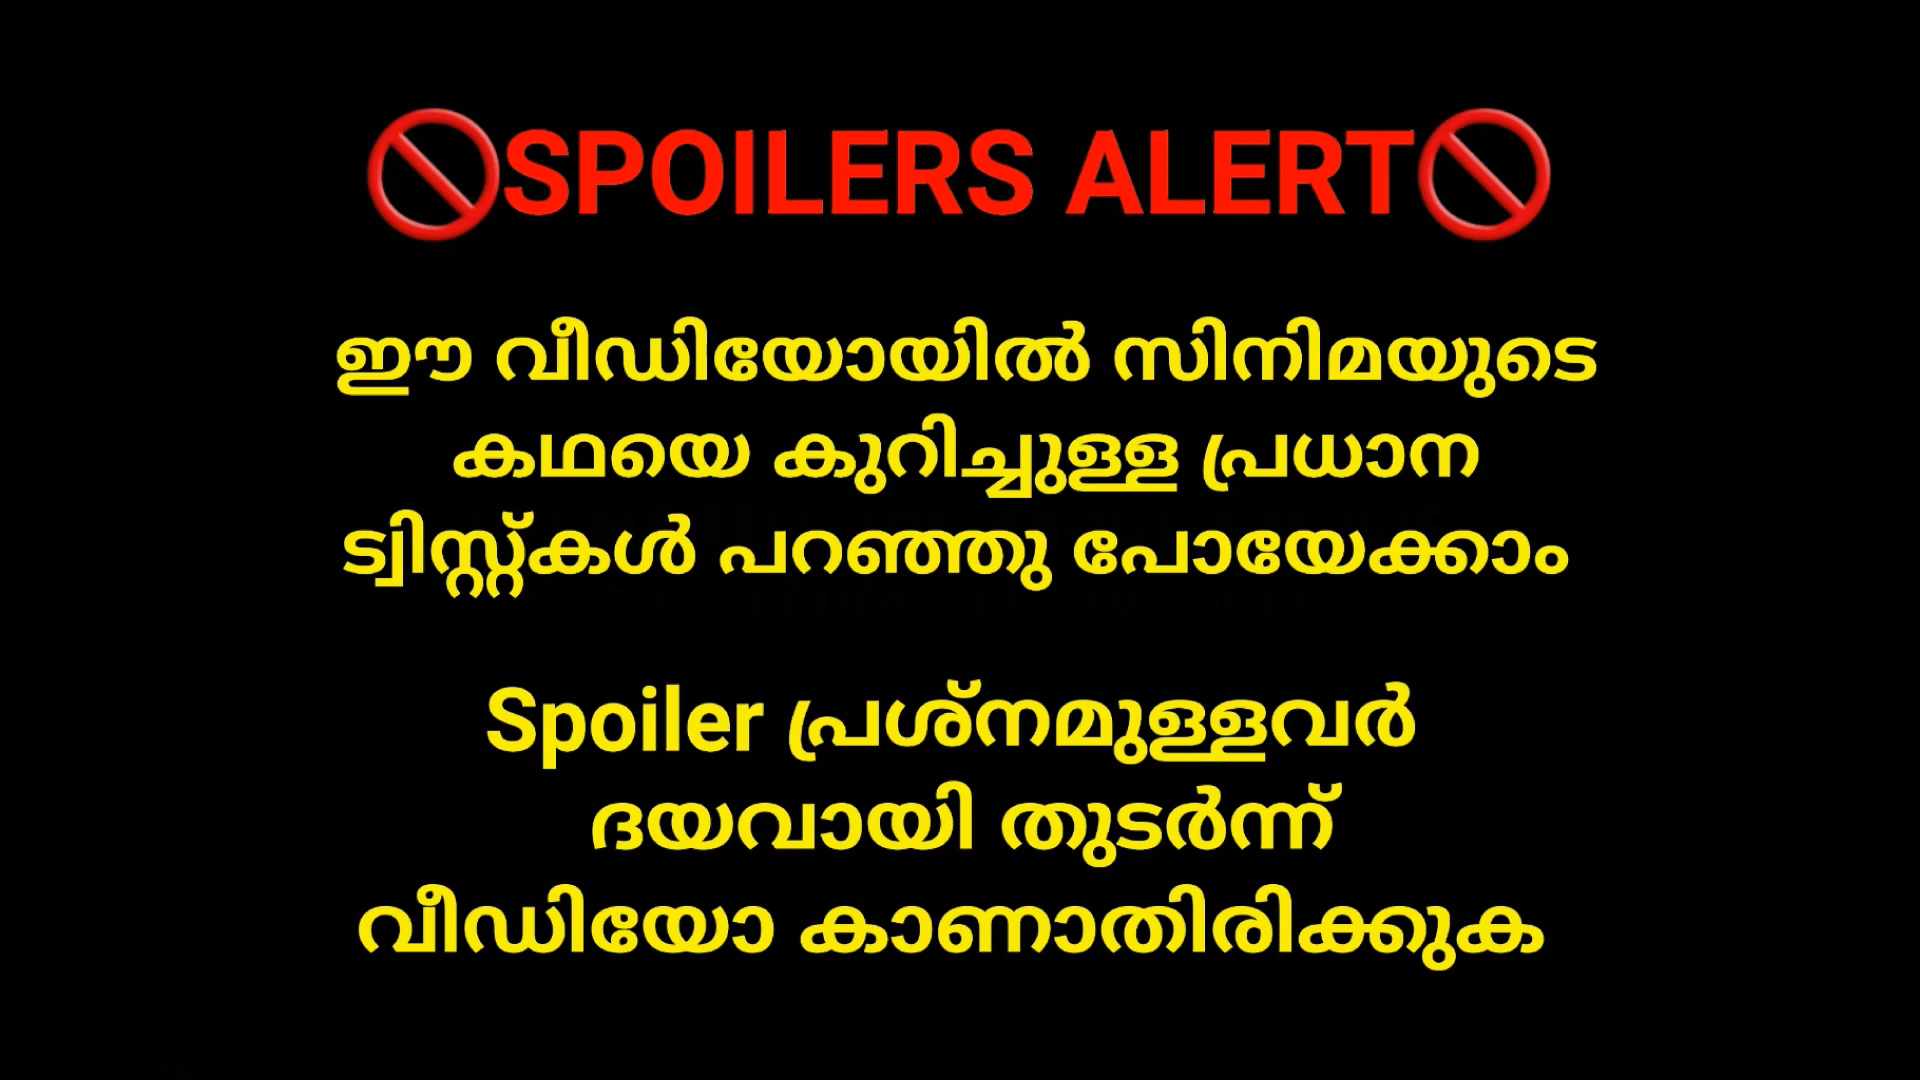 🚫SPOILERS ALERT🚫
ഈ വീഡിയോയിൽ സിനിമയുടെ
കഥയെ കുറിച്ചുള്ള പ്രധാന
ട്വിസ്റ്റ്കൾ പറഞ്ഞു പോയേക്കാം
Spoiler പ്രശ്നമുള്ളവർ
ദയവായി തുടർന്ന്
വീഡിയോ കാണാതിരിക്കുക